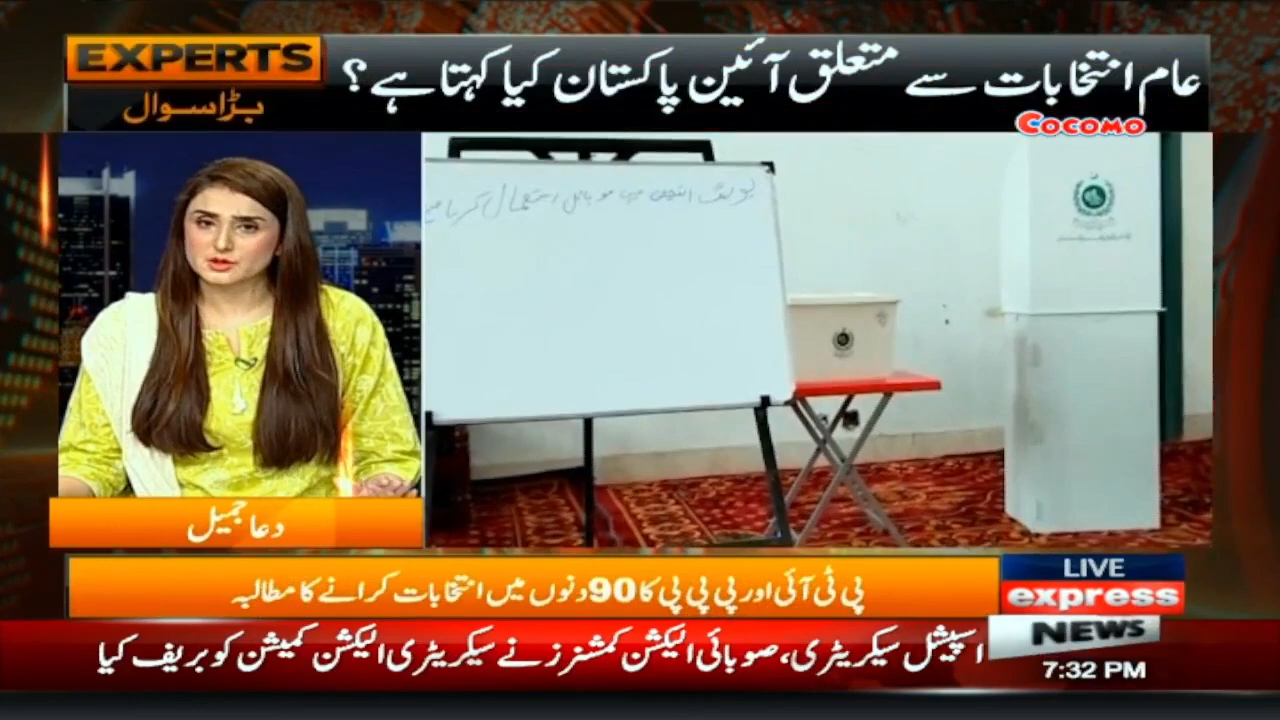 EXPERTS
بڑا سوال
عام انتخابات سے متعلق آئین پاکستان کیا کہتا ہے؟
Cocomo
استعمال کرنا
دعا جمیل
پی ٹی آئی اور پی پی پی کا 90 دنوں میں انتخابات کرانے کا مطالبہ
LIVE
express
NEWS
7:32 PM
اسپیشل سیکریٹری، صوبائی الیکشن کمشنرز نے سیکریٹری الیکشن کمیشن کو بریف کیا